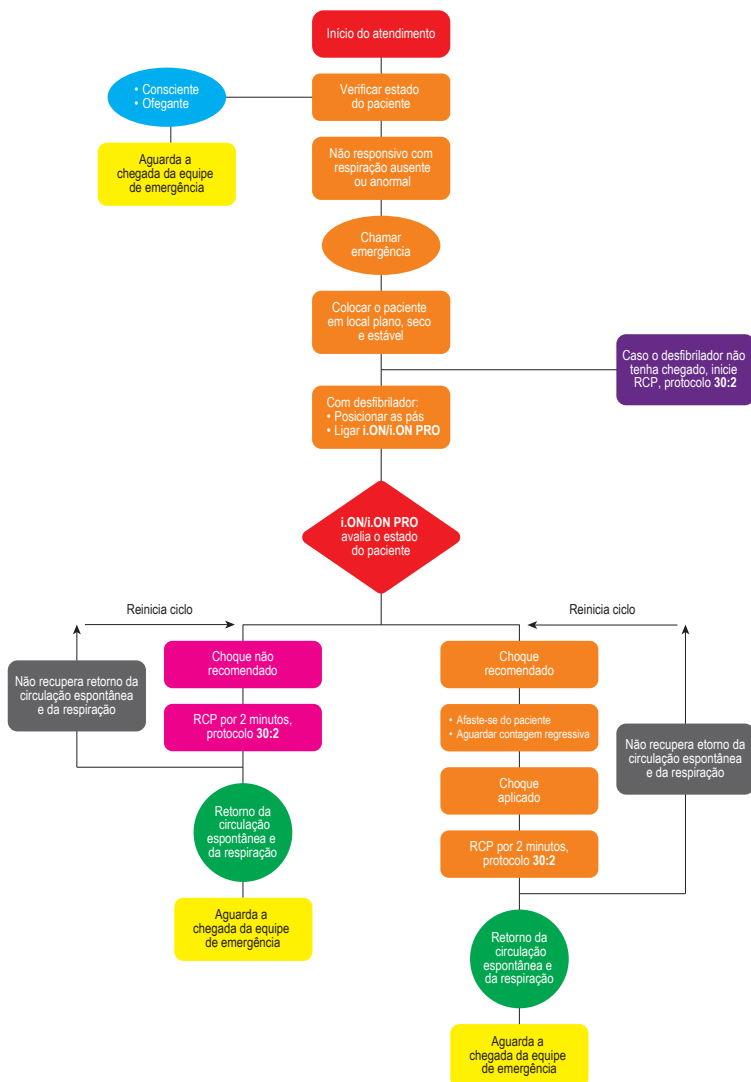 Início do atendimento
Verificar estado
do paciente
• Consciente
• Ofegante
Aguarda a
chegada da equipe
de emergência
Não responsivo com
respiração ausente
ou anormal
Chamar
emergência
Colocar o paciente
em local plano, seco
e estável
Caso o desfibrilador não
tenha chegado, inicie
RCP, protocolo 30:2
Com desfibrilador:
• Posicionar as pás
• Ligar i.ON/i.ON PRO
i.ON/i.ON PRO
avalia o estado
do paciente
Reinicia ciclo
Não recupera retorno da
circulação espontânea
e da respiração
Choque não
recomendado
RCP por 2 minutos,
protocolo 30:2
Retorno da
circulação
espontânea e
da respiração
Aguarda a
chegada da equipe
de emergência
Reinicia ciclo
Choque
recomendado
• Afaste-se do paciente
• Aguardar contagem regressiva
Não recupera etorno da
circulação espontânea
e da respiração
Choque
aplicado
RCP por 2 minutos,
protocolo 30:2
Retorno da
circulação
espontânea e
da respiração
Aguarda a
chegada da equipe
de emergência